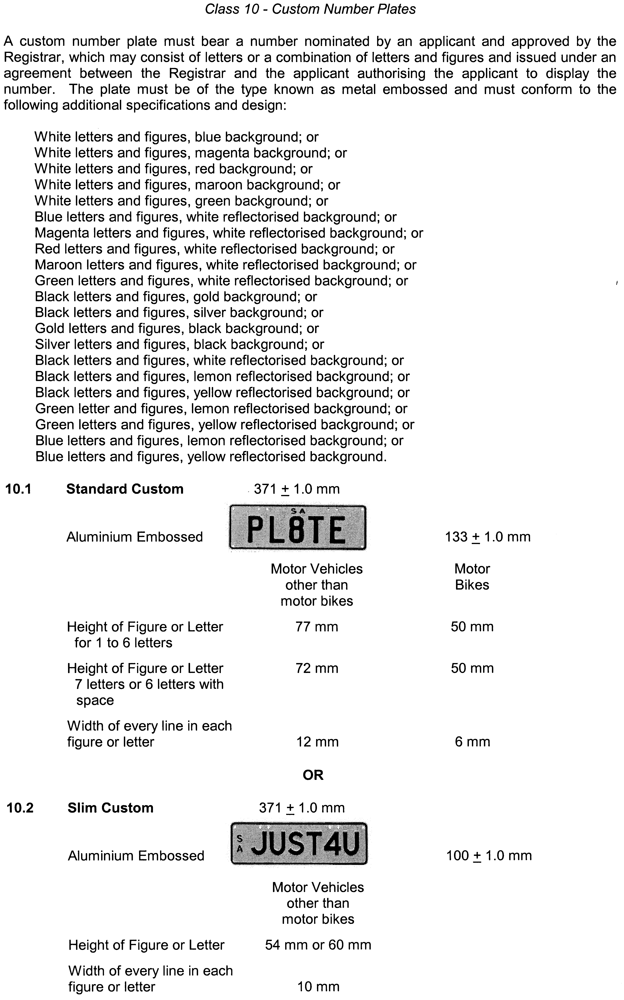 Class 10 - Custom Number Plates
A custom number plate must bear a number nominated by an applicant and approved by the
Registrar, which may consist of letters or a combination of letters and figures and issued under an
agreement between the Registrar and the applicant authorising the applicant to display the
number. The plate must be of the type known as metal embossed and must conform to the
following additional specifications and design:
White letters and figures, blue background; or
White letters and figures, magenta background; or
White letters and figures, red background; or
White letters and figures, maroon background; or
White letters and figures, green background; or
Blue letters and figures, white reflectorised background; or
Magenta letters and figures, white reflectorised background; or
Red letters and figures, white reflectorised background; or
Maroon letters and figures, white reflectorised background; or
Green letters and figures, white reflectorised background; or
Black letters and figures, gold background; or
Black letters and figures, silver background; or
Gold letters and figures, black background; or
Silver letters and figures, black background; or
Black letters and figures, white reflectorised background; or
Black letters and figures, lemon reflectorised background; or
Black letters and figures, yellow reflectorised background; or
Green letter and figures, lemon reflectorised background; or
Green letters and figures, yellow reflectorised background; or
Blue letters and figures, lemon reflectorised background; or
Blue letters and figures, yellow reflectorised background.
10.1 Standard Custom 371 ± 1.0 mm
SA
PL8TE
Aluminium Embossed 133 ± 1.0 mm
Motor Vehicles Motor
other than Bikes
motor bikes
Height of Figure or Letter 77 mm 50 mm
for 1 to 6 letters
Height of Figure or Letter 72 mm 50 mm
7 letters or 6 letters with
space
Width of every line in each
figure or letter 12 mm 6 mm
OR
10.2 Slim Custom 371 ± 1.0 mm
S
A
JUST4U
Aluminium Embossed 100 ± 1.0 mm
Motor Vehicles
other than
motor bikes
Height of Figure or Letter 54 mm or 60 mm
Width of every line in each
figure or letter 10 mm